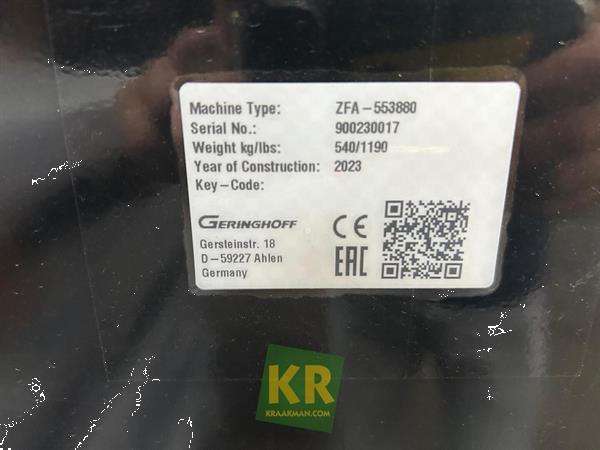 Machine Type: ZFA-553880
Serial No.: 900230017
Weight kg/lbs: 540/1190
Year of Construction: 2023
Key-Code:
GERINGHOFF
Gersteinstr. 18
D-59227 Ahlen
Germany
CE
EAC
KR
KRAAKMAN.COM